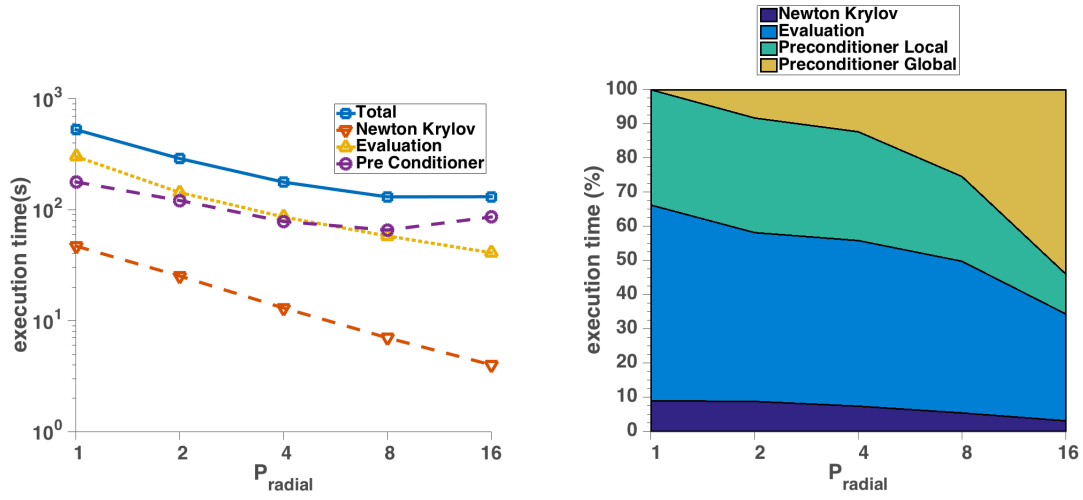 10^3
10^2
10^1
10^0
execution time(s)
1 2 4 8 16
P_radial
Total
Newton Krylov
Evaluation
Pre Conditioner
Newton Krylov
Evaluation
Preconditioner Local
Preconditioner Global
100
90
80
70
60
50
40
30
20
10
0
execution time (%)
1 2 4 8 16
P_radial